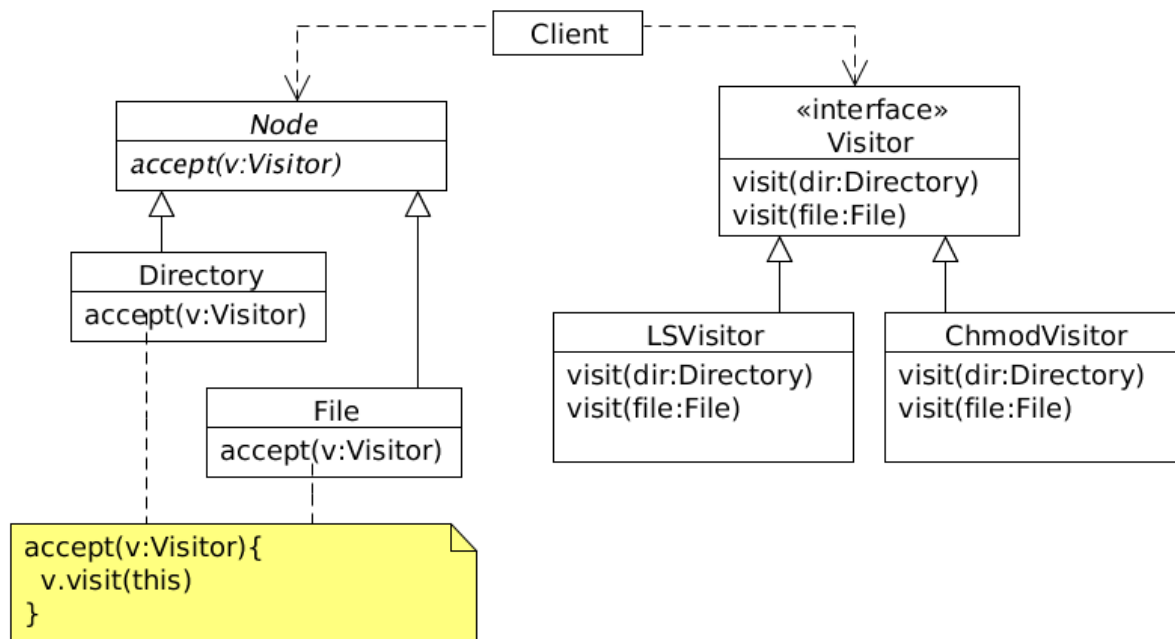 Client
Node
accept(v:Visitor)
«interface»
Visitor
visit(dir:Directory)
visit(file:File)
Directory
accept(v:Visitor)
File
accept(v:Visitor)
LSVisitor
visit(dir:Directory)
visit(file:File)
ChmodVisitor
visit(dir:Directory)
visit(file:File)
accept(v:Visitor){
v.visit(this)
}